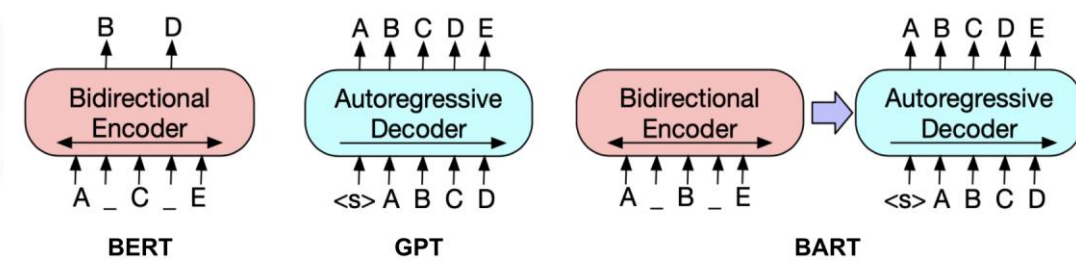 B D
A B C D E
A B C D E
Bidirectional
Encoder
Autoregressive
Decoder
Bidirectional
Encoder
Autoregressive
Decoder
A _ C _ E
<s> A B C D
A _ B _ E
<s> A B C D
BERT
GPT
BART